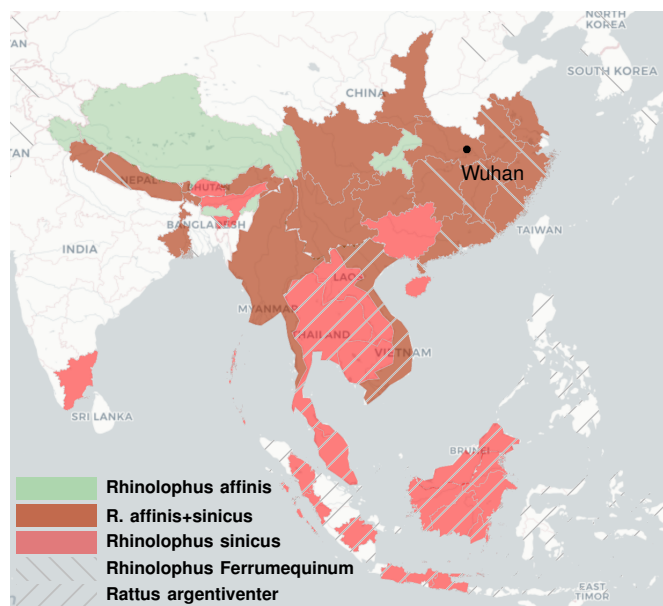 NORTH
KOREA
SOUTH KOREA
CHINA
TAN
Wuhan
NEPAL
BHUTAN
BANGLADESH
TAIWAN
INDIA
LAOS
MYANMAR
THAILAND
VIETNAM
SRI LANKA
BRUNEI
Rhinolophus affinis
R. affinis+sinicus
Rhinolophus sinicus
Rhinolophus Ferrumequinum
Rattus argentiventer
EAST
TIMOR